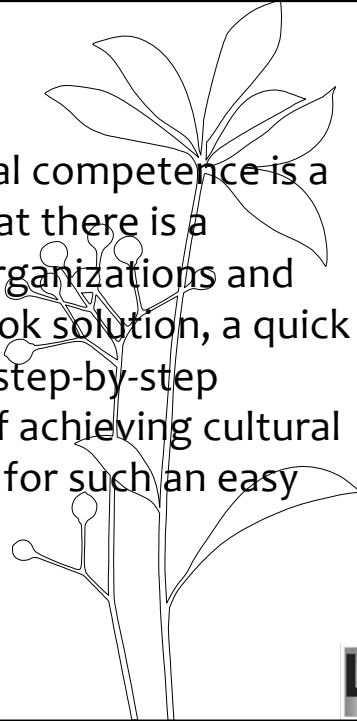 al competence is a
at there is a
rganizations and
ok solution, a quick
step-by-step
f achieving cultural
for such an easy